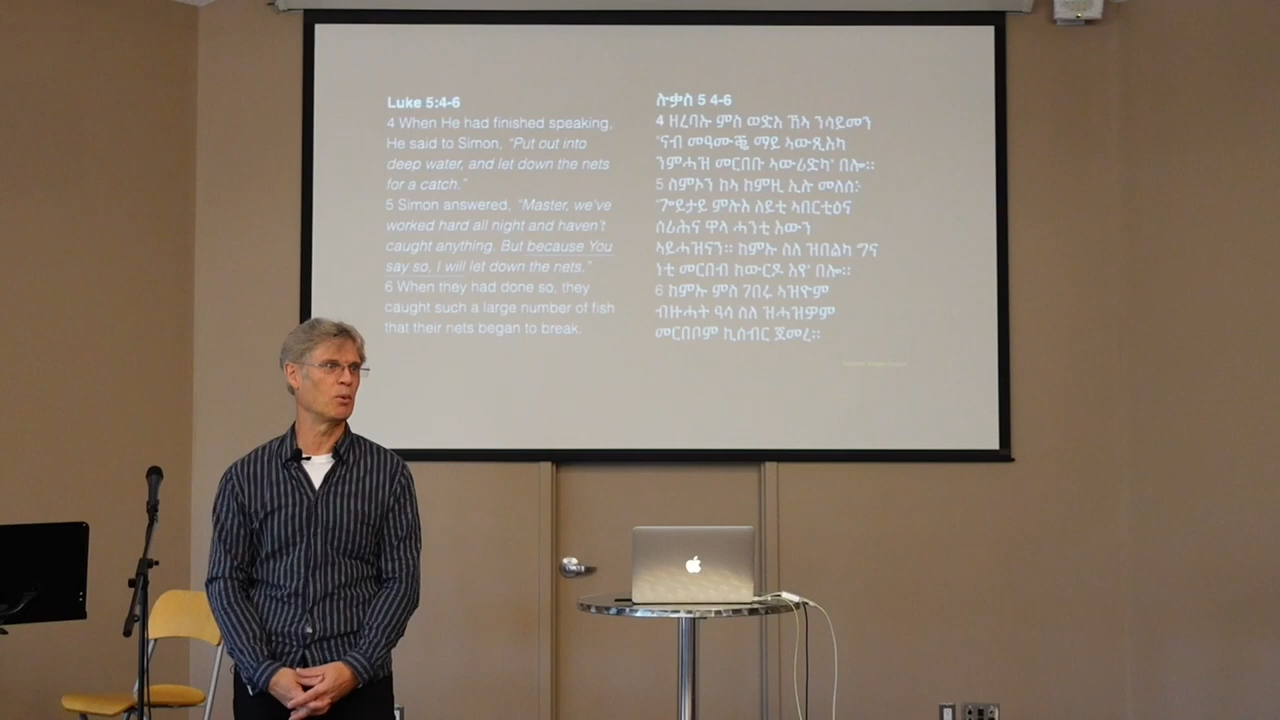 Luke 5:4-6
4 When He had finished speaking,
He said to Simon, “Put out into
deep water, and let down the nets
for a catch.”
5 Simon answered, “Master, we’ve
worked hard all night and haven’t
caught anything. But because You
say so, I will let down the nets.”
6 When they had done so, they
caught such a large number of fish
that their nets began to break.
ሉቃስ 5 4-6
4 ዘረባኡ ምስ ወድአ ኸኣ ንሳይመን
"ናብ መዓሙቚ ማይ ኣውጺእካ
ንምሓዝ መርበቡ ኣውሪድካ" በሎ።
5 ስምኦን ከኣ ከምዚ ኢሉ መለሰ፦
"ጐይታይ ምሉእ ለይቲ ኣበርቲዕና
ሰሪሕና ዋላ ሓንቲ እውን
ኣይሓዝናን። ከምኡ ስለ ዝበልካ ግና
ነቲ መርበብ ከውርዶ እየ" በሎ።
6 ከምኡ ምስ ገበሩ ኣዝዮም
ብዙሓት ዓሳ ስለ ዝሓዝዎም
መርበቦም ኪሰብር ጀመረ።